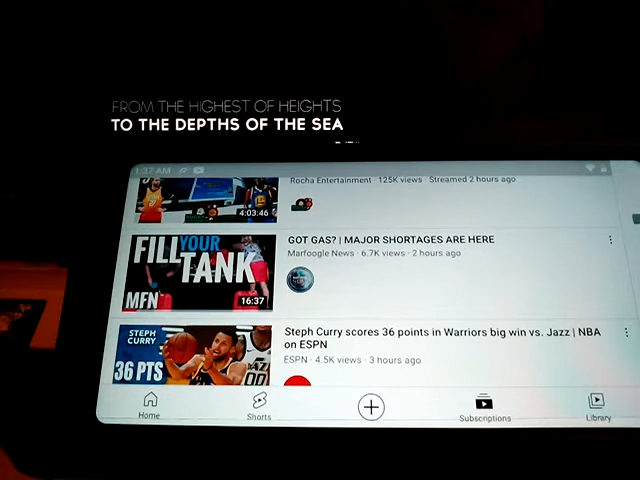 FROM THE HIGHEST OF HEIGHTS
TO THE DEPTHS OF THE SEA
1:37 AM
Rocha Entertainment · 125K views · Streamed 2 hours ago
4:03:46
FILL YOUR TANK
MFN
16:37
GOT GAS? | MAJOR SHORTAGES ARE HERE
Marfoogle News · 6.7K views · 2 hours ago
STEPH
CURRY
36 PTS
Steph Curry scores 36 points in Warriors big win vs. Jazz | NBA
on ESPN
ESPN · 4.5K views · 3 hours ago
Home
Shorts
Subscriptions
Library